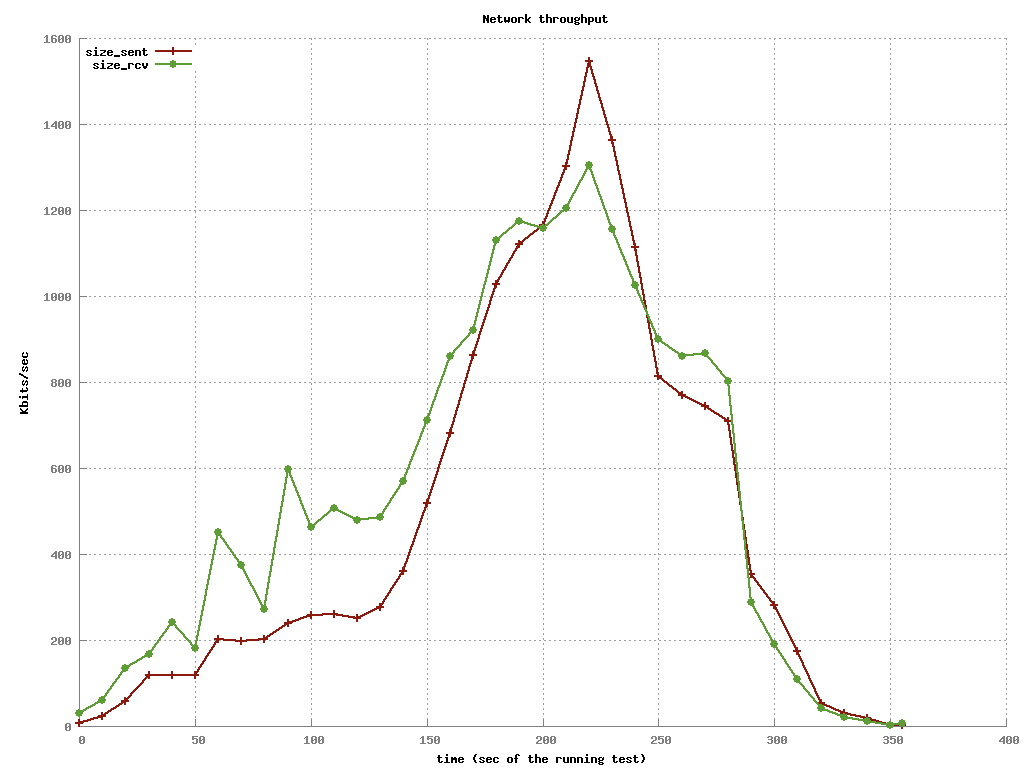 Network throughput
1600
size_sent
size_rcv
1400
1200
1000
800
600
400
200
0
Kbits/sec
0 50 100 150 200 250 300 350 400
time (sec of the running test)